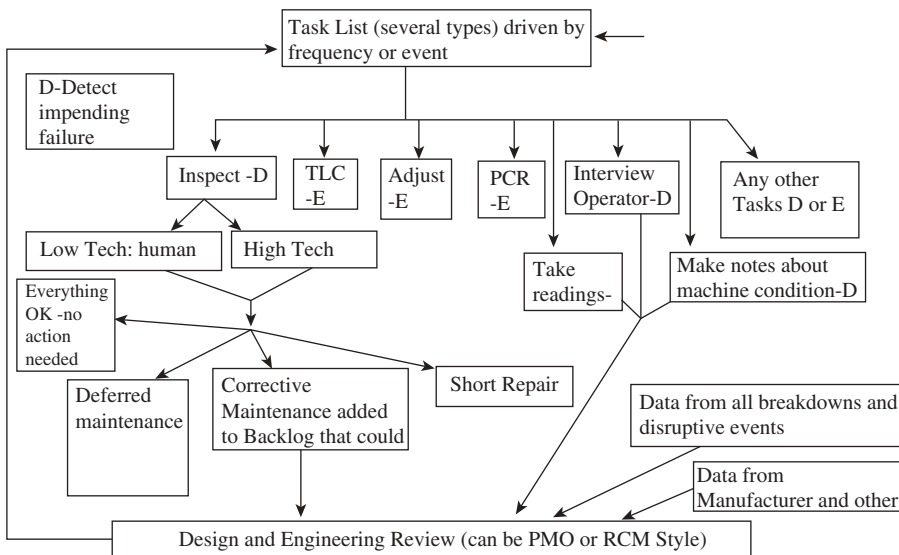 Task List (several types) driven by
frequency or event
D-Detect
impending
failure
Inspect -D
TLC
-E
Adjust
-E
PCR
-E
Interview
Operator-D
Any other
Tasks D or E
Low Tech: human
High Tech
Take
readings-
Make notes about
machine condition-D
Everything
OK -no
action
needed
Deferred
maintenance
Corrective
Maintenance added
to Backlog that could
Short Repair
Data from all breakdowns and
disruptive events
Data from
Manufacturer and other
Design and Engineering Review (can be PMO or RCM Style)